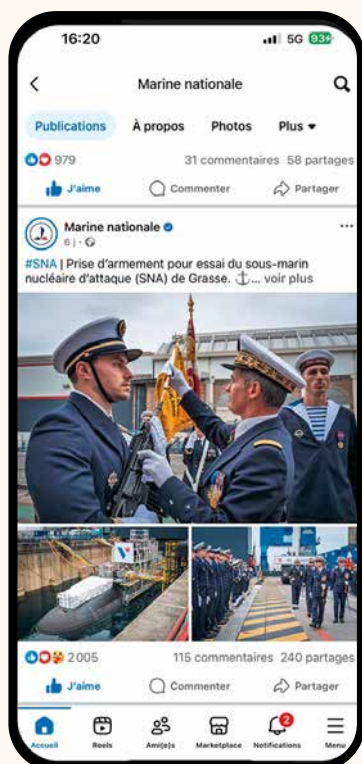 16:20 5G 93
Marine nationale
Publications À propos Photos Plus
979 31 commentaires 58 partages
J'aime Commenter Partager
Marine nationale
6 j ·
#SNA | Prise d'armement pour essai du sous-marin
nucléaire d'attaque (SNA) de Grasse. ... voir plus
2 005 115 commentaires 240 partages
J'aime Commenter Partager
2
Accueil Reels Ami(e)s Marketplace Notifications Menu